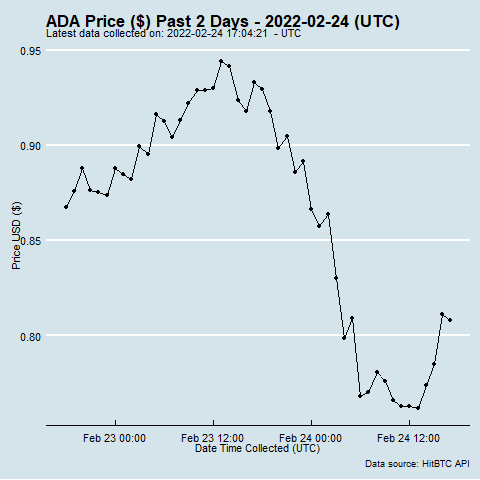 ADA Price ($) Past 2 Days - 2022-02-24 (UTC)
Latest data collected on: 2022-02-24 17:04:21  - UTC
0.95
0.90
0.85
0.80
Price USD ($)
Feb 23 00:00 Feb 23 12:00 Feb 24 00:00 Feb 24 12:00
Date Time Collected (UTC)
Data source: HitBTC API